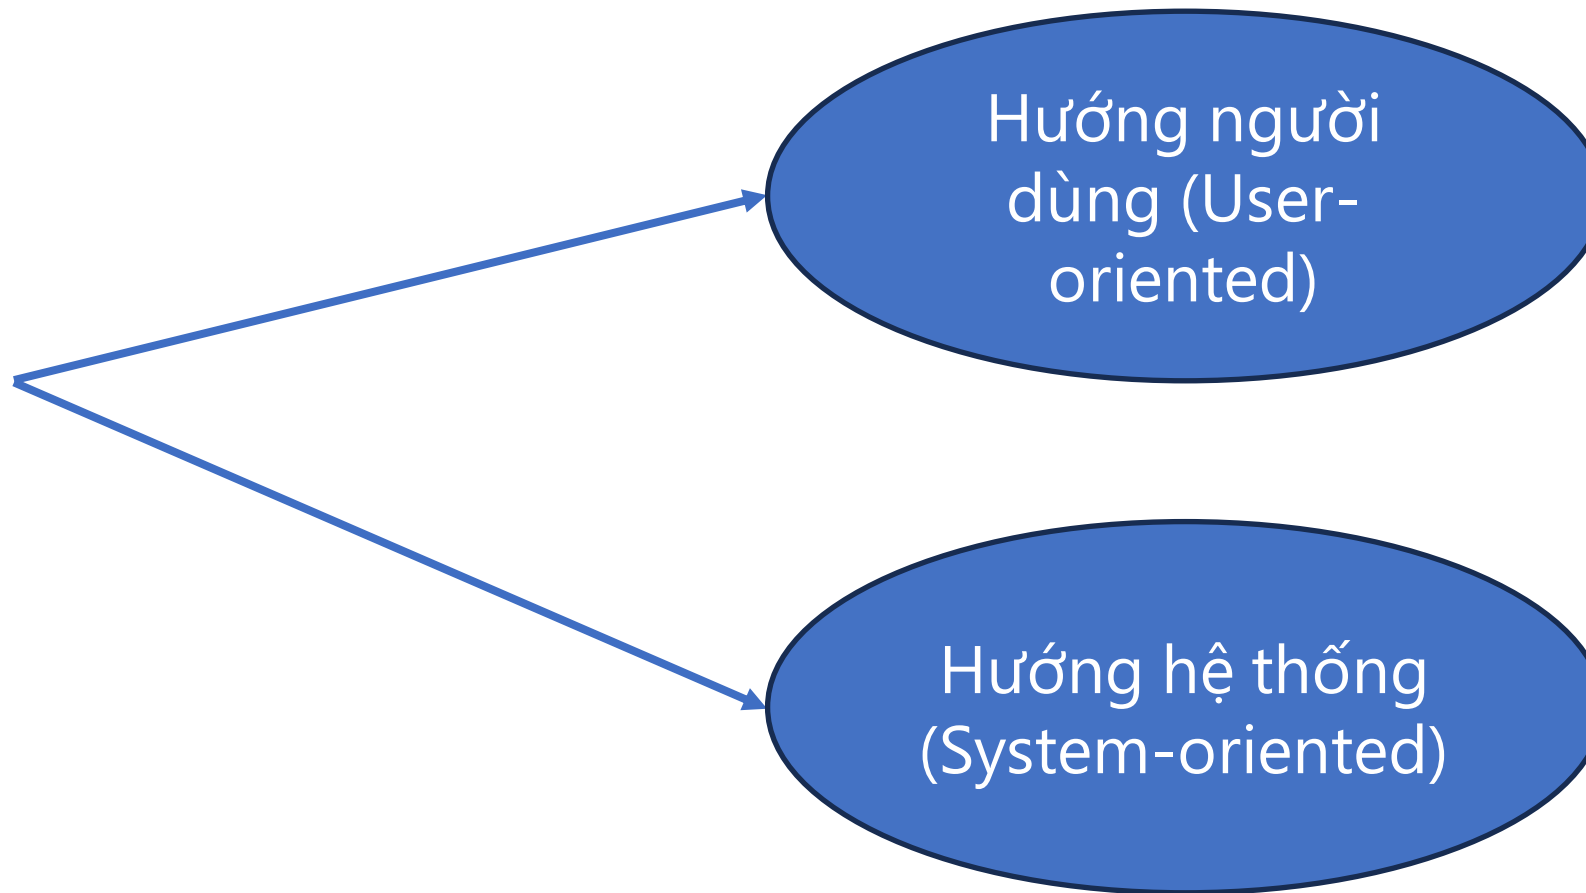 Hướng người
dùng (User-
oriented)
Hướng hệ thống
(System-oriented)